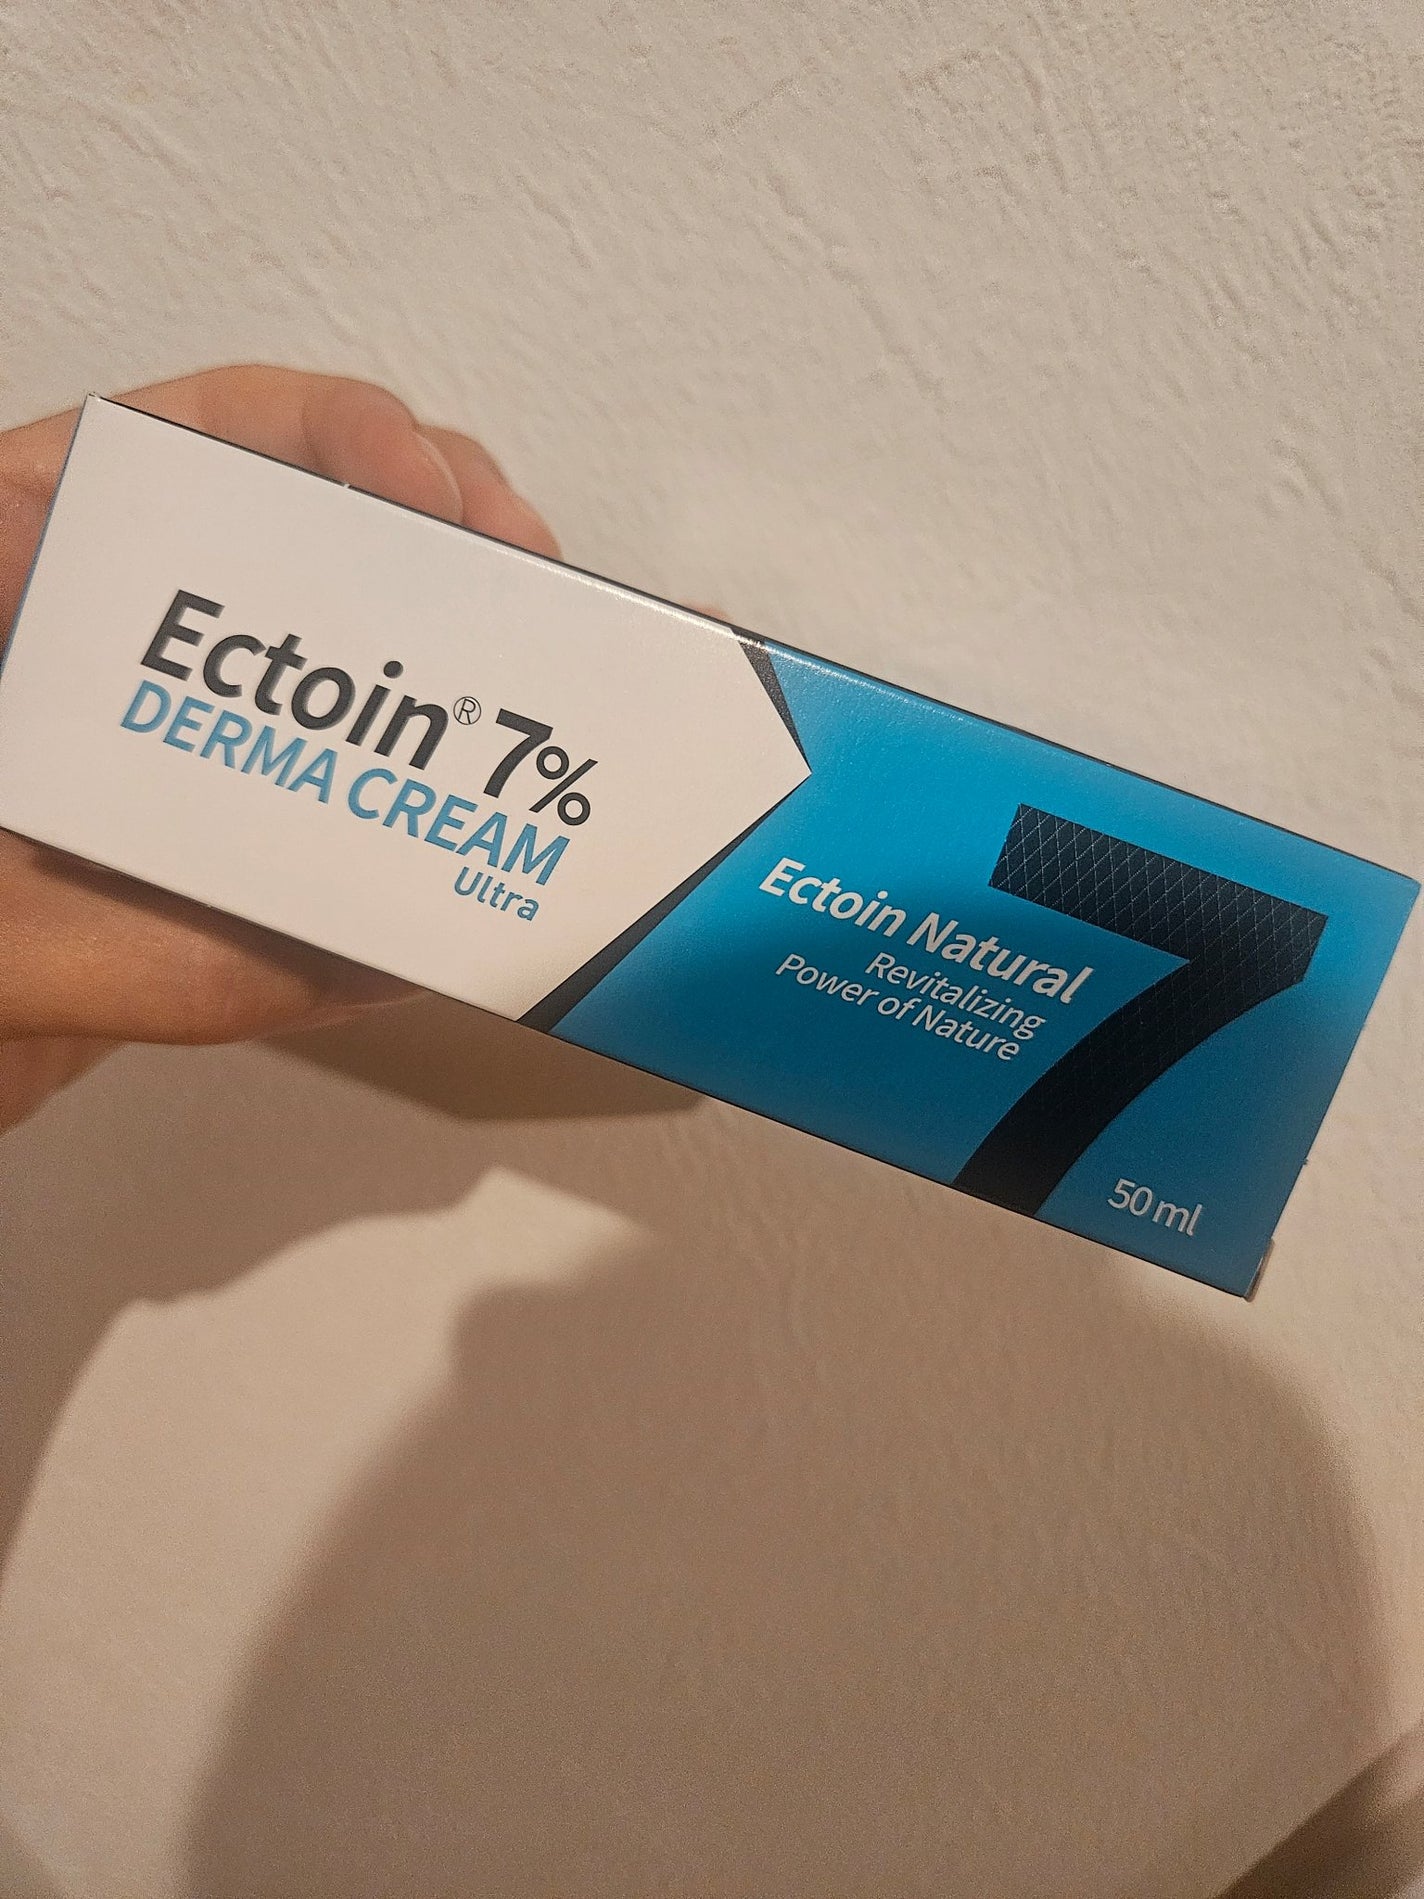 Ectoin® 7%
DERMA CREAM
Ultra
Ectoin Natural
Revitalizing
Power of Nature
7
50 ml